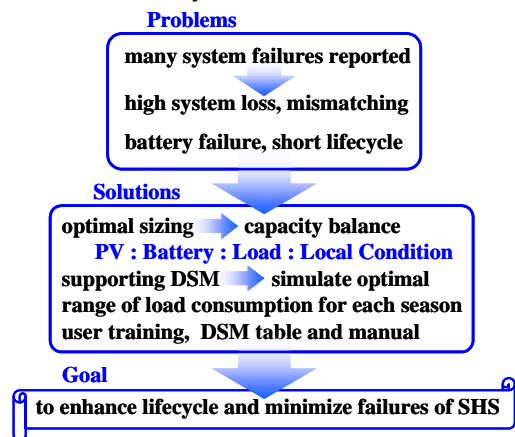 Problems
many system failures reported
high system loss, mismatching
battery failure, short lifecycle
Solutions
optimal sizing capacity balance
PV : Battery : Load : Local Condition
supporting DSM simulate optimal
range of load consumption for each season
user training, DSM table and manual
Goal
to enhance lifecycle and minimize failures of SHS